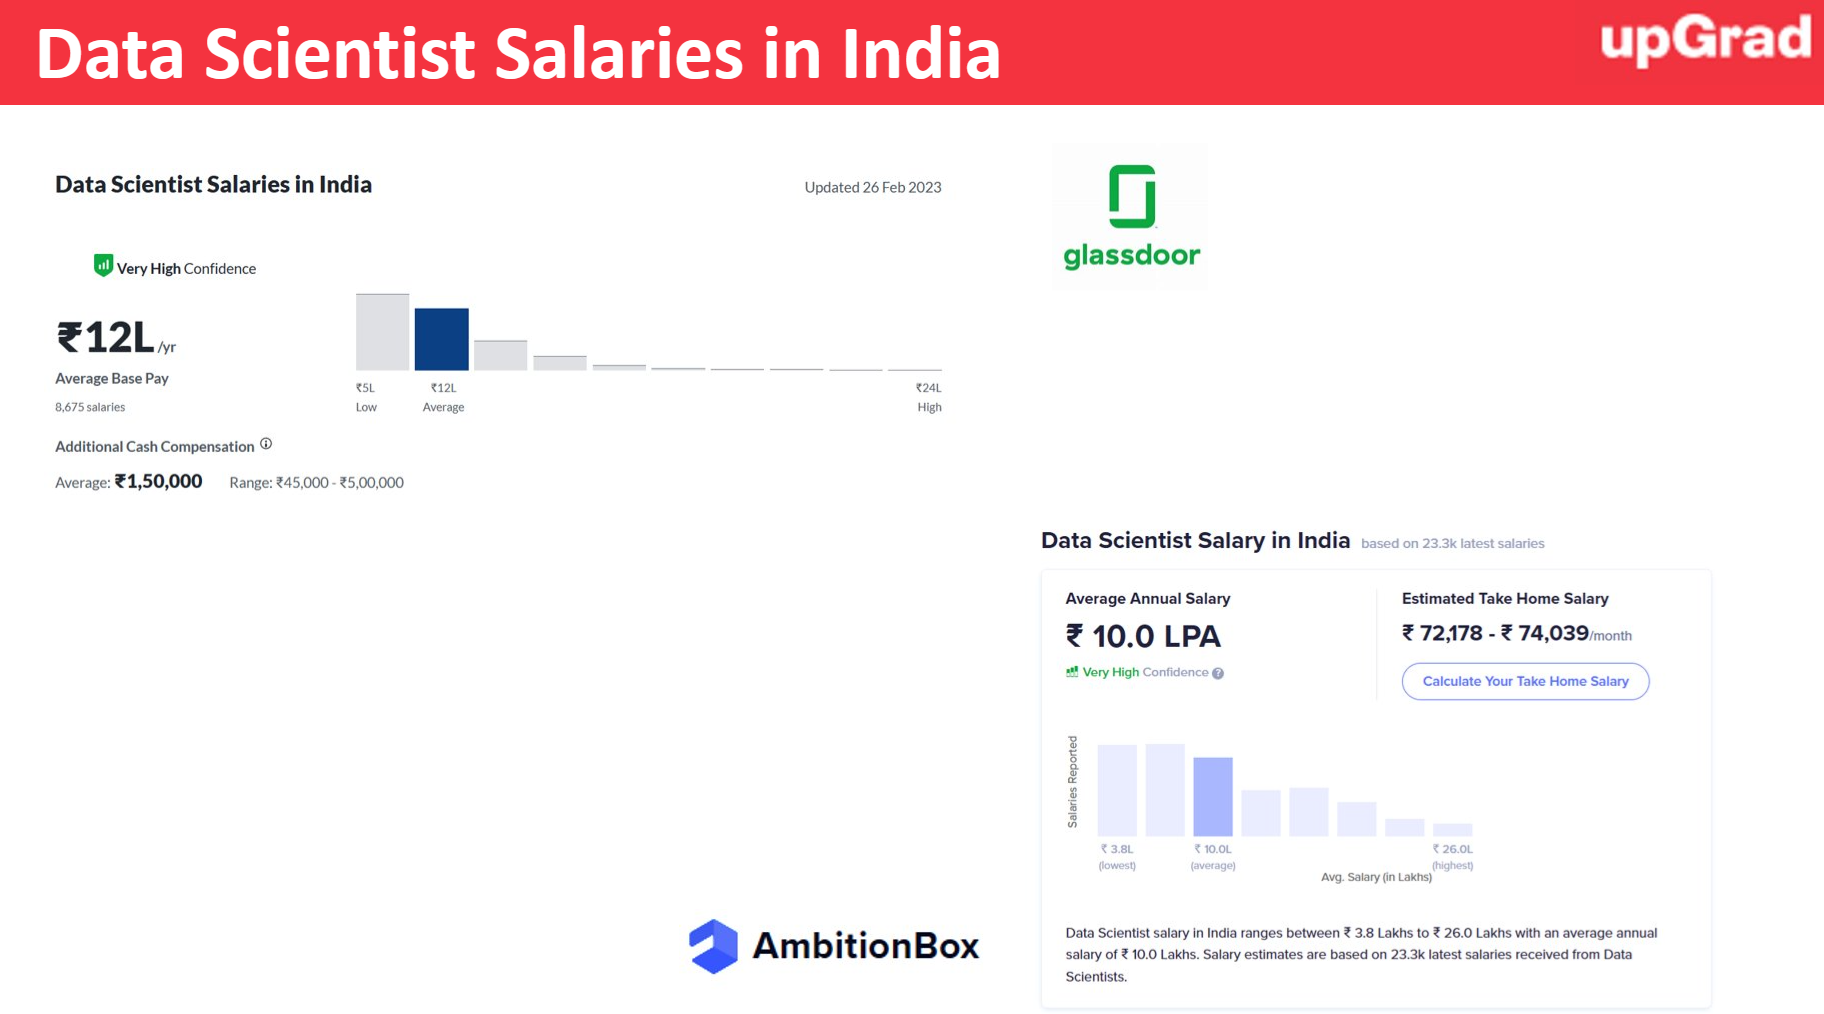 Data Scientist Salaries in India
upGrad
Data Scientist Salaries in India
Updated 26 Feb 2023
glassdoor
Very High Confidence
₹12L /yr
Average Base Pay
8,675 salaries
₹5L ₹12L ₹24L
Low Average High
Additional Cash Compensation
Average: ₹1,50,000 Range: ₹45,000 - ₹5,00,000
Data Scientist Salary in India based on 23.3k latest salaries
Average Annual Salary
₹ 10.0 LPA
Very High Confidence ?
Estimated Take Home Salary
₹ 72,178 - ₹ 74,039/month
Calculate Your Take Home Salary
Salaries Reported
₹ 3.8L ₹ 10.0L ₹ 26.0L
(lowest) (average) (highest)
Avg. Salary (in Lakhs)
Data Scientist salary in India ranges between ₹ 3.8 Lakhs to ₹ 26.0 Lakhs with an average annual
salary of ₹ 10.0 Lakhs. Salary estimates are based on 23.3k latest salaries received from Data
Scientists.
AmbitionBox